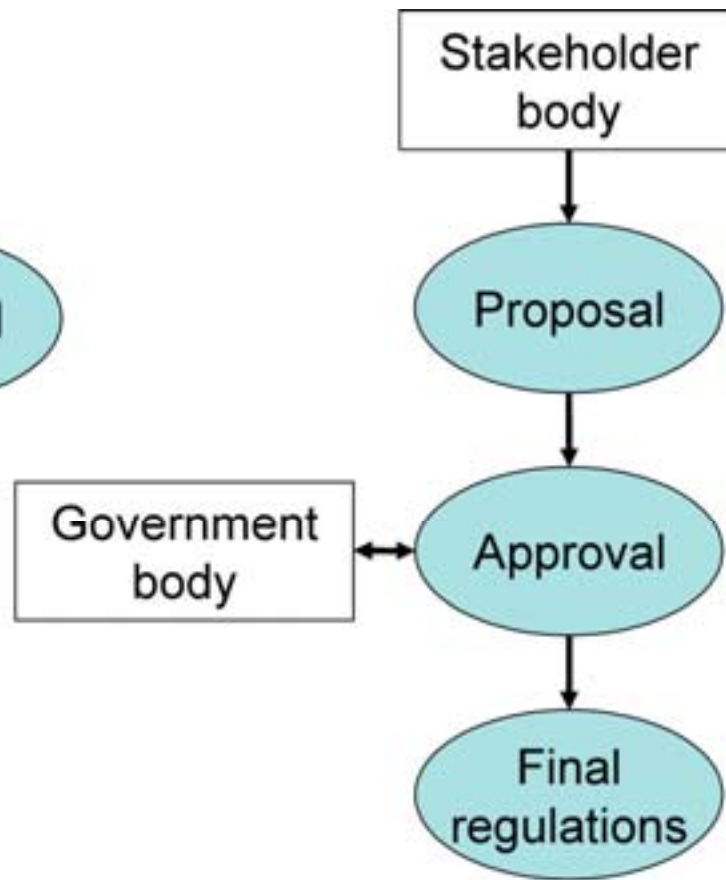 Stakeholder
body
Proposal
Government
body
Approval
Final
regulations